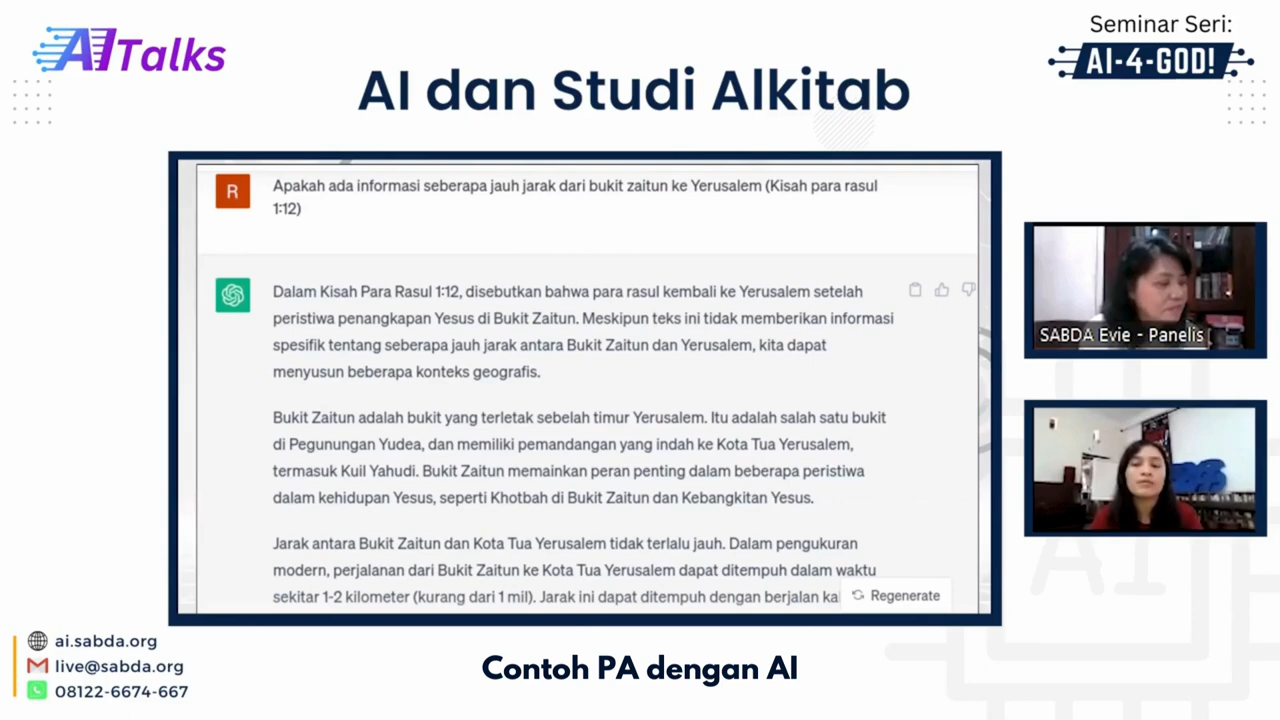 AI Talks
Seminar Seri:
AI-4-GOD!
AI dan Studi Alkitab
R
Apakah ada informasi seberapa jauh jarak dari bukit zaitun ke Yerusalem (Kisah para rasul
1:12)
Dalam Kisah Para Rasul 1:12, disebutkan bahwa para rasul kembali ke Yerusalem setelah
peristiwa penangkapan Yesus di Bukit Zaitun. Meskipun teks ini tidak memberikan informasi
spesifik tentang seberapa jauh jarak antara Bukit Zaitun dan Yerusalem, kita dapat
menyusun beberapa konteks geografis.
Bukit Zaitun adalah bukit yang terletak sebelah timur Yerusalem. Itu adalah salah satu bukit
di Pegunungan Yudea, dan memiliki pemandangan yang indah ke Kota Tua Yerusalem,
termasuk Kuil Yahudi. Bukit Zaitun memainkan peran penting dalam beberapa peristiwa
dalam kehidupan Yesus, seperti Khotbah di Bukit Zaitun dan Kebangkitan Yesus.
Jarak antara Bukit Zaitun dan Kota Tua Yerusalem tidak terlalu jauh. Dalam pengukuran
modern, perjalanan dari Bukit Zaitun ke Kota Tua Yerusalem dapat ditempuh dalam waktu
sekitar 1-2 kilometer (kurang dari 1 mil). Jarak ini dapat ditempuh dengan berjalan
Regenerate
SABDA Evie - Panelis
AI
ai.sabda.org
live@sabda.org
08122-6674-667
Contoh PA dengan AI